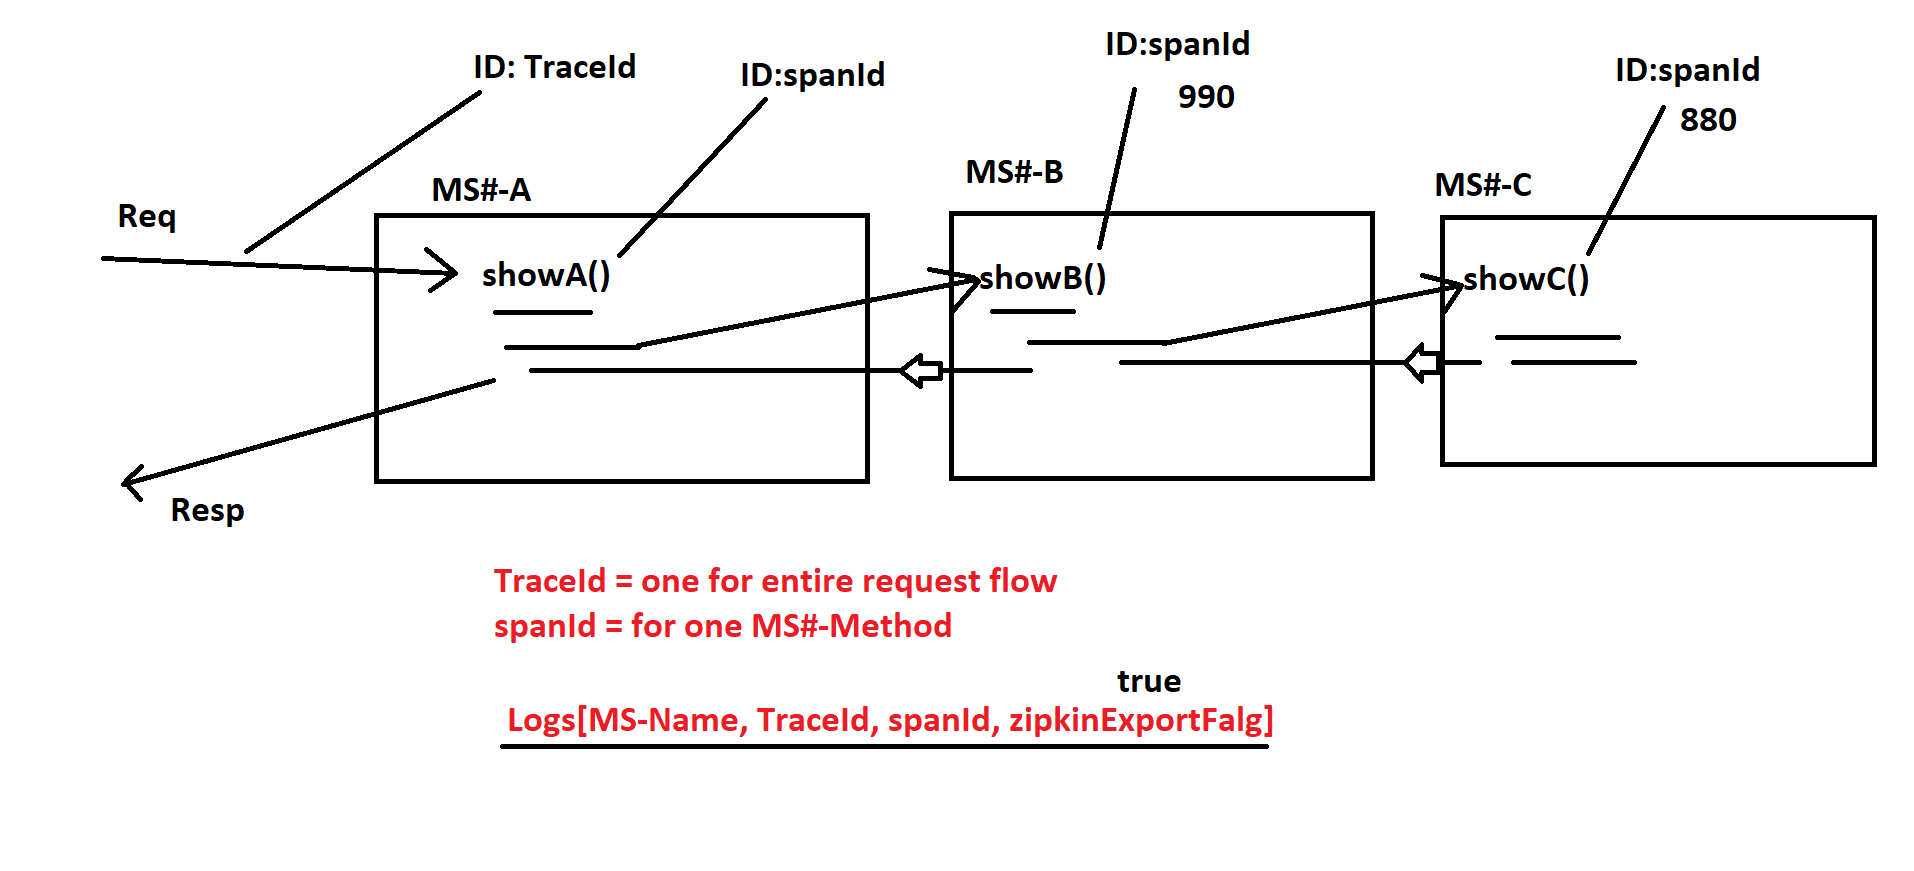 ID: TraceId
ID:spanId
ID:spanId
990
ID:spanId
880
MS#-A
MS#-B
MS#-C
Req
showA()
showB()
showC()
Resp
TraceId = one for entire request flow
spanId = for one MS#-Method
true
Logs[MS-Name, TraceId, spanId, zipkinExportFalg]